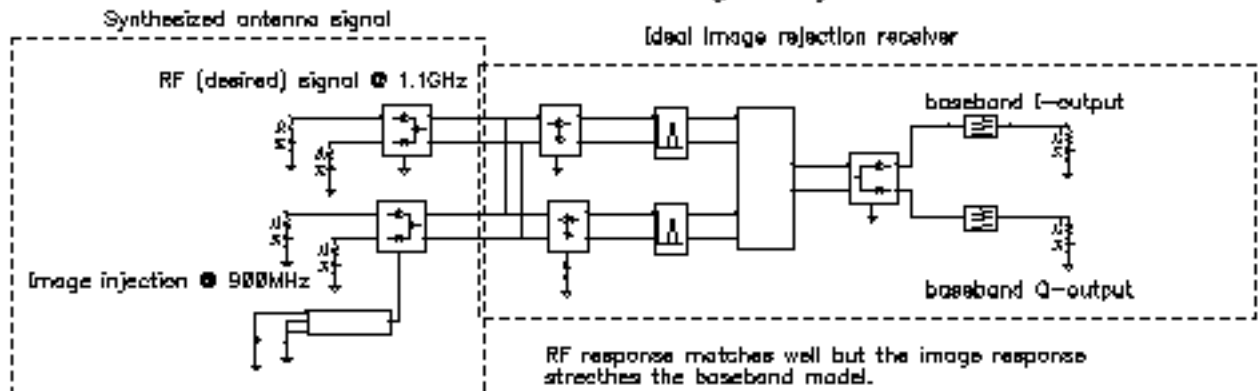 Synthesized antenna signal
Ideal image rejection receiver
RF (desired) signal @ 1.1GHz
baseband I-output
Image injection @ 900MHz
baseband Q-output
RF response matches well but the image response
strecthes the baseband model.